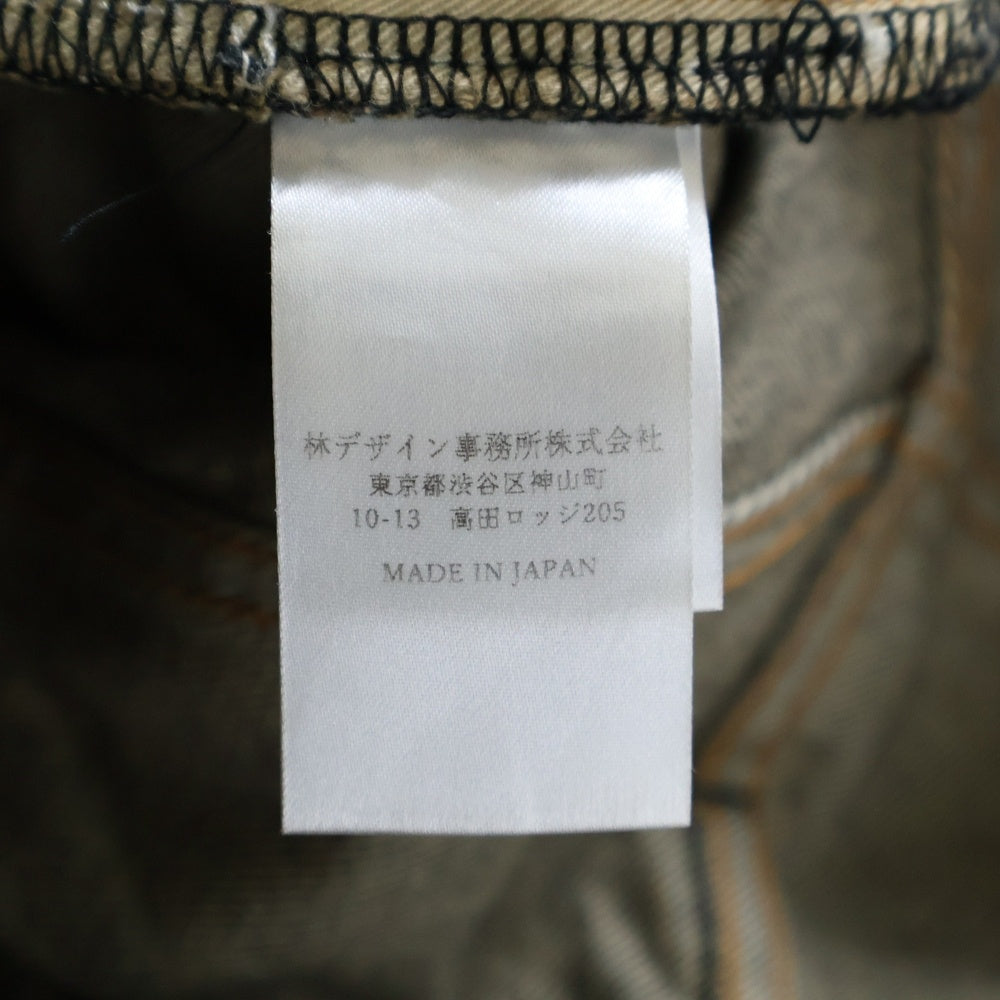 林デザイン事務所株式会社
東京都渋谷区神山町
10-13　高田ロッジ205
MADE IN JAPAN